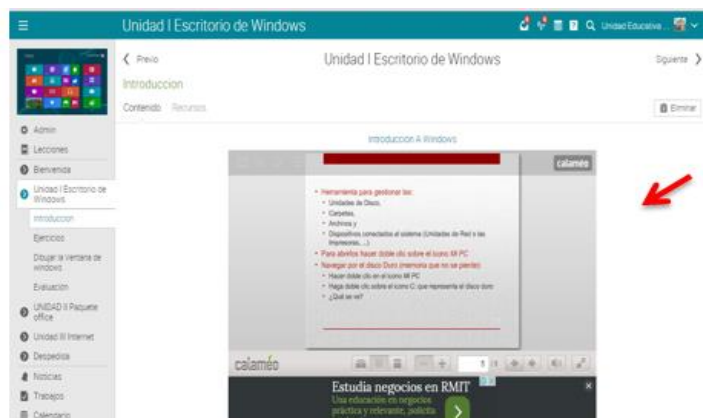 Unidad I Escritorio de Windows
Unidad Educativa ...
Previo
Unidad I Escritorio de Windows
Siguiente
Introduccion
Contenido Recursos
Eliminar
Introducción A Windows
Admin
Lecciones
Bienvenida
Unidad I Escritorio de
Windows
Introduccion
Ejercicios
Dibujar la ventana de
windows
Evaluación
UNIDAD II Paquete
office
Unidad III Internet
Despedida
Noticias
Trabajos
Calendario
calaméo
Herramienta para gestionar las:
Unidades de Disco,
Carpetas,
Archivos y
Dispositivos conectados al sistema (Unidades de Red o las
Impresoras, ...)
Para abrirlos hacer doble clic sobre el icono Mi PC
Navegar por el disco Duro (memoria que no se pierde)
Hacer doble clic en el icono Mi PC
Haga doble clic sobre el icono C: que representa el disco duro
¿Qué se ve?
calaméo
Estudia negocios en RMIT
Una educación en negocios
práctica y relevante, ¡solicita